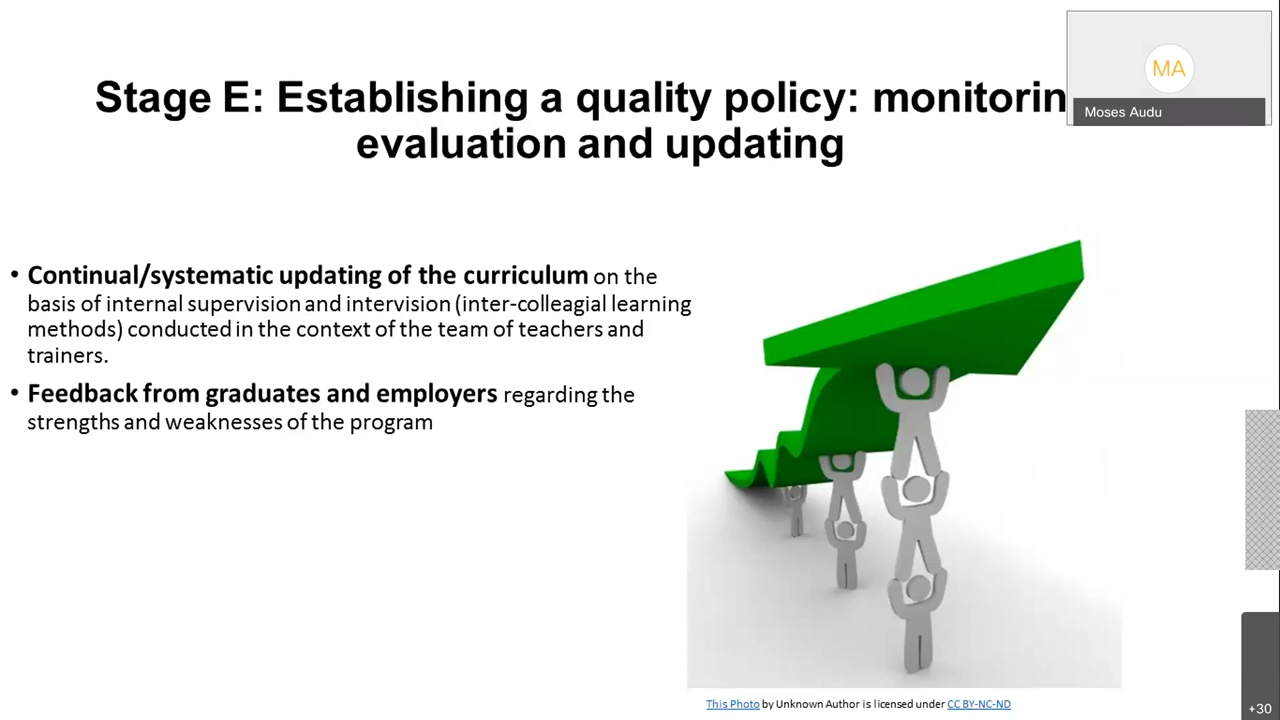 MA
Moses Audu
Stage E: Establishing a quality policy: monitorin
evaluation and updating
• Continual/systematic updating of the curriculum on the
basis of internal supervision and intervision (inter-colleagial learning
methods) conducted in the context of the team of teachers and
trainers.
• Feedback from graduates and employers regarding the
strengths and weaknesses of the program
This Photo by Unknown Author is licensed under CC BY-NC-ND
+30